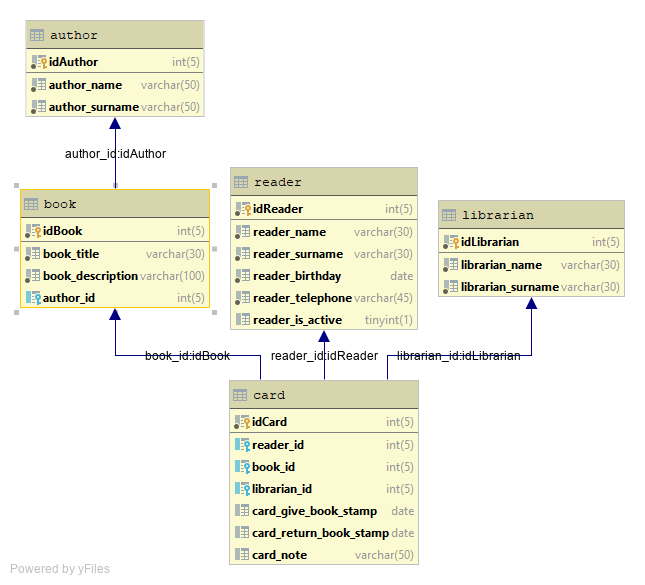 author
idAuthor int(5)
author_name varchar(50)
author_surname varchar(50)
author_id:idAuthor
book
idBook int(5)
book_title varchar(30)
book_description varchar(100)
author_id int(5)
reader
idReader int(5)
reader_name varchar(30)
reader_surname varchar(30)
reader_birthday date
reader_telephone varchar(45)
reader_is_active tinyint(1)
librarian
idLibrarian int(5)
librarian_name varchar(30)
librarian_surname varchar(30)
book_id:idBook
reader_id:idReader
librarian_id:idLibrarian
card
idCard int(5)
reader_id int(5)
book_id int(5)
librarian_id int(5)
card_give_book_stamp date
card_return_book_stamp date
card_note varchar(50)
Powered by yFiles